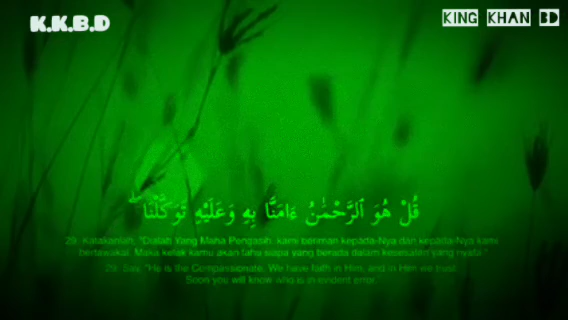 K.K.B.D
KING KHAN BD
قُلْ هُوَ ٱلرَّحْمَٰنُ ءَامَنَّا بِهِۦ وَعَلَيْهِ تَوَكَّلْنَا ۖ
29. Katakanlah: "Dialah Yang Maha Pengasih, kami beriman kepada-Nya dan kepada-Nya kami
bertawakal. Maka kelak kamu akan tahu siapa yang berada dalam kesesatan yang nyata."
29. Say, "He is the Compassionate. We have faith in Him, and in Him we trust.
Soon you will know who is in evident error.